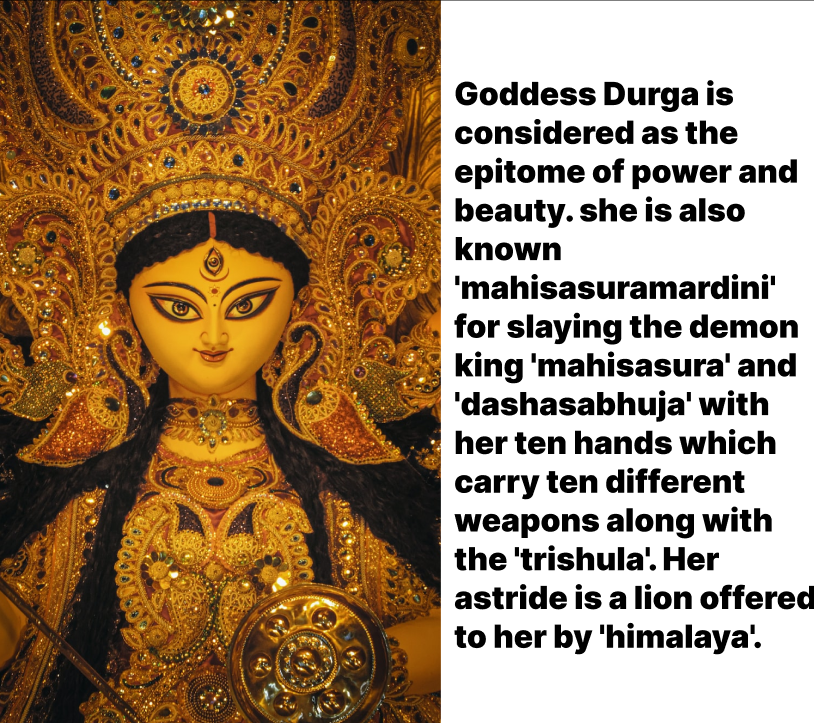 Goddess Durga is
considered as the
epitome of power and
beauty. she is also
known
'mahisasuramardini'
for slaying the demon
king 'mahisasura' and
'dashasabhuja' with
her ten hands which
carry ten different
weapons along with
the 'trishula'. Her
astride is a lion offered
to her by 'himalaya'.